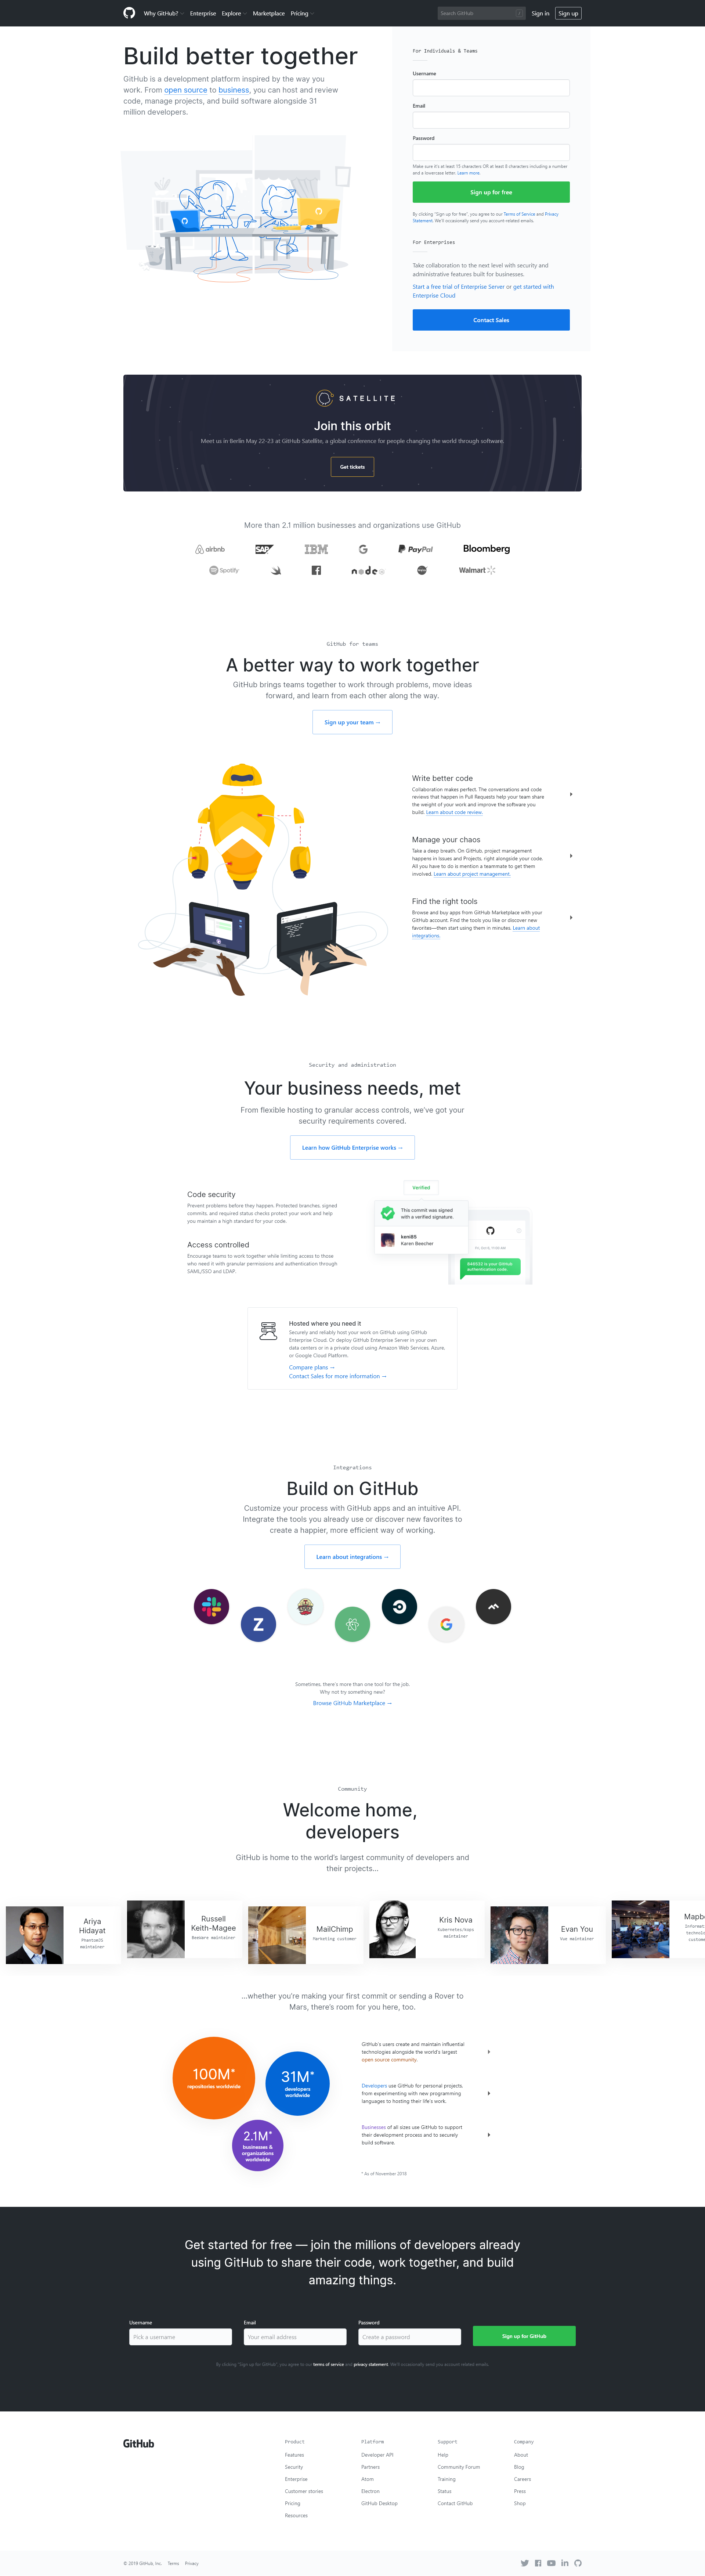 Why GitHub? Enterprise Explore Marketplace Pricing Search GitHub / Sign in Sign up
Build better together
GitHub is a development platform inspired by the way you
work. From open source to business, you can host and review
code, manage projects, and build software alongside 31
million developers.
For Individuals & Teams
Username
Email
Password
Make sure it's at least 15 characters OR at least 8 characters including a number
and a lowercase letter. Learn more.
Sign up for free
By clicking "Sign up for free", you agree to our Terms of Service and Privacy
Statement. We'll occasionally send you account related emails.
For Enterprises
Take collaboration to the next level with security and
administrative features built for businesses.
Start a free trial of Enterprise Server or get started with
Enterprise Cloud
Contact Sales
SATELLITE
Join this orbit
Meet us in Berlin May 22-23 at GitHub Satellite, a global conference for people changing the world through software.
Get tickets
More than 2.1 million businesses and organizations use GitHub
airbnb SAP IBM G PayPal Bloomberg
Spotify node Walmart
GitHub for teams
A better way to work together
GitHub brings teams together to work through problems, move ideas
forward, and learn from each other along the way.
Sign up your team →
Write better code
Collaboration makes perfect. The conversations and code
reviews that happen in Pull Requests help your team share
the weight of your work and improve the software you
build. Learn about code review.
Manage your chaos
Take a deep breath. On GitHub, project management
happens in Issues and Projects, right alongside your code.
All you have to do is mention a teammate to get them
involved. Learn about project management.
Find the right tools
Browse and buy apps from GitHub Marketplace with your
GitHub account. Find the tools you like or discover new
favorites—then start using them in minutes. Learn about
integrations.
Security and administration
Your business needs, met
From flexible hosting to granular access controls, we've got your
security requirements covered.
Learn how GitHub Enterprise works →
Code security
Prevent problems before they happen. Protected branches, signed
commits, and required status checks protect your work and help
you maintain a high standard for your code.
Access controlled
Encourage teams to work together while limiting access to those
who need it with granular permissions and authentication through
SAML/SSO and LDAP.
Verified
This commit was signed
with a verified signature.
keni85
Karen Beecher
848032 is your GitHub
authentication code.
Hosted where you need it
Securely and reliably host your work on GitHub using GitHub
Enterprise Cloud. Or deploy GitHub Enterprise Server in your own
data centers or in a private cloud using Amazon Web Services, Azure,
or Google Cloud Platform.
Compare plans →
Contact Sales for more information →
Integrations
Build on GitHub
Customize your process with GitHub apps and an intuitive API.
Integrate the tools you already use or discover new favorites to
create a happier, more efficient way of working.
Learn about integrations →
Z
G
Sometimes, there's more than one tool for the job.
Why not try something new?
Browse GitHub Marketplace →
Community
Welcome home,
developers
GitHub is home to the world's largest community of developers and
their projects...
Ariya
Hidayat
PhantomJS
maintainer
Russell
Keith-Magee
BeeWare maintainer
MailChimp
Marketing customer
Kris Nova
Kubernetes/kops
maintainer
Evan You
Vue maintainer
Mapb
...whether you're making your first commit or sending a Rover to
Mars, there's room for you here, too.
100M*
repositories worldwide
31M*
developers
worldwide
2.1M*
businesses &
organizations
worldwide
GitHub's users create and maintain influential
technologies alongside the world's largest
open source community.
Developers use GitHub for personal projects,
from experimenting with new programming
languages to hosting their life's work.
Businesses of all sizes use GitHub to support
their development process and to securely
build software.
* As of November 2018
Get started for free — join the millions of developers already
using GitHub to share their code, work together, and build
amazing things.
Username Email Password
Pick a username Your email address Create a password Sign up for GitHub
By clicking "Sign up for GitHub", you agree to our terms of service and privacy statement. We'll occasionally send you account related emails.
GitHub
Product
Features
Security
Enterprise
Customer stories
Pricing
Resources
Platform
Developer API
Partners
Atom
Electron
GitHub Desktop
Support
Help
Community Forum
Training
Status
Contact GitHub
Company
About
Blog
Careers
Press
Shop
© 2019 GitHub, Inc. Terms Privacy